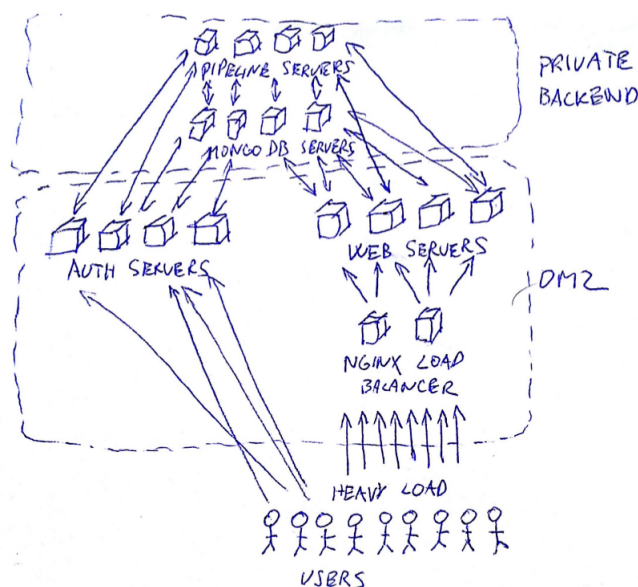 PIPELINE SERVERS
PRIVATE
BACKEND
MONGO DB SERVERS
AUTH SERVERS
WEB SERVERS
DMZ
NGINX LOAD
BALANCER
HEAVY LOAD
USERS